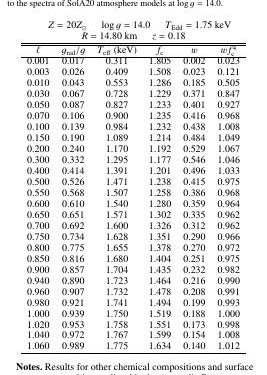 to the spectra of SolA20 atmosphere models at log g = 14.0.
Z = 20Z⊙ log g = 14.0 T_Edd = 1.75 keV
R = 14.80 km z = 0.18
ℓ g_rad/g T_eff (keV) f_c w wf_c^4
0.001 0.017 0.311 1.805 0.002 0.023
0.003 0.026 0.409 1.508 0.023 0.121
0.010 0.043 0.553 1.286 0.185 0.505
0.030 0.067 0.728 1.229 0.371 0.847
0.050 0.087 0.827 1.233 0.401 0.927
0.070 0.106 0.900 1.235 0.416 0.968
0.100 0.139 0.984 1.232 0.438 1.008
0.150 0.190 1.089 1.214 0.484 1.049
0.200 0.240 1.170 1.192 0.529 1.067
0.300 0.332 1.295 1.177 0.546 1.046
0.400 0.414 1.391 1.201 0.496 1.033
0.500 0.526 1.471 1.238 0.415 0.975
0.550 0.568 1.507 1.258 0.386 0.968
0.600 0.610 1.540 1.280 0.359 0.964
0.650 0.651 1.571 1.302 0.335 0.962
0.700 0.692 1.600 1.326 0.312 0.962
0.750 0.734 1.628 1.351 0.290 0.966
0.800 0.775 1.655 1.378 0.270 0.972
0.850 0.816 1.680 1.404 0.251 0.975
0.900 0.857 1.704 1.435 0.232 0.982
0.940 0.890 1.723 1.464 0.216 0.990
0.960 0.907 1.732 1.478 0.208 0.991
0.980 0.921 1.741 1.494 0.199 0.993
1.000 0.939 1.750 1.519 0.188 1.000
1.020 0.953 1.758 1.551 0.173 0.998
1.040 0.972 1.767 1.599 0.154 1.008
1.060 0.989 1.775 1.634 0.140 1.012
Notes. Results for other chemical compositions and surface